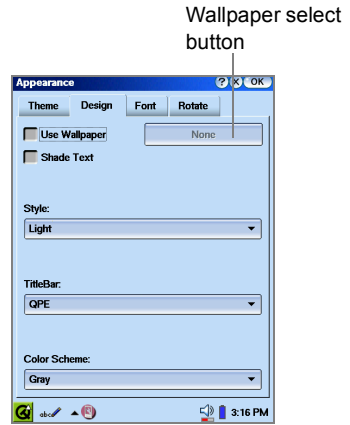 Wallpaper select
button
Appearance ? X OK
Theme Design Font Rotate
Use Wallpaper None
Shade Text
Style:
Light
TitleBar:
QPE
Color Scheme:
Gray
abc 3:16 PM